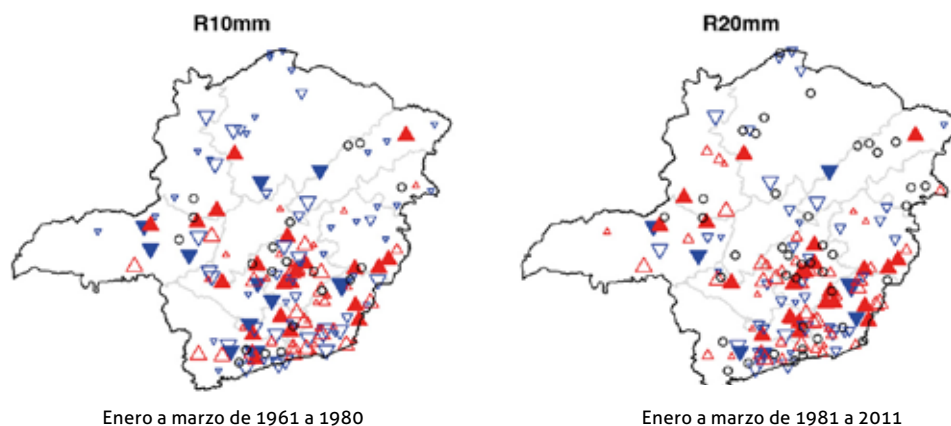 R10mm
R20mm
Enero a marzo de 1961 a 1980
Enero a marzo de 1981 a 2011